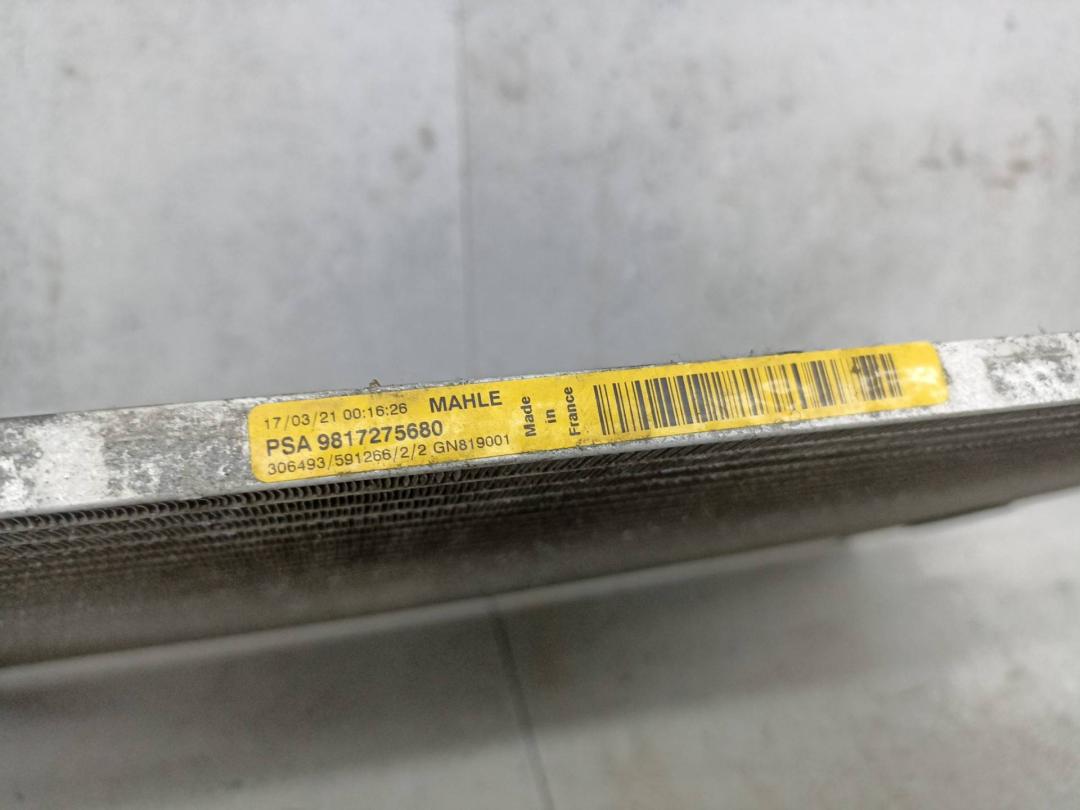 17/03/21 00:16:26 MAHLE
PSA 9817275680
306493/591266/2/2 GN819001
Made
in
France